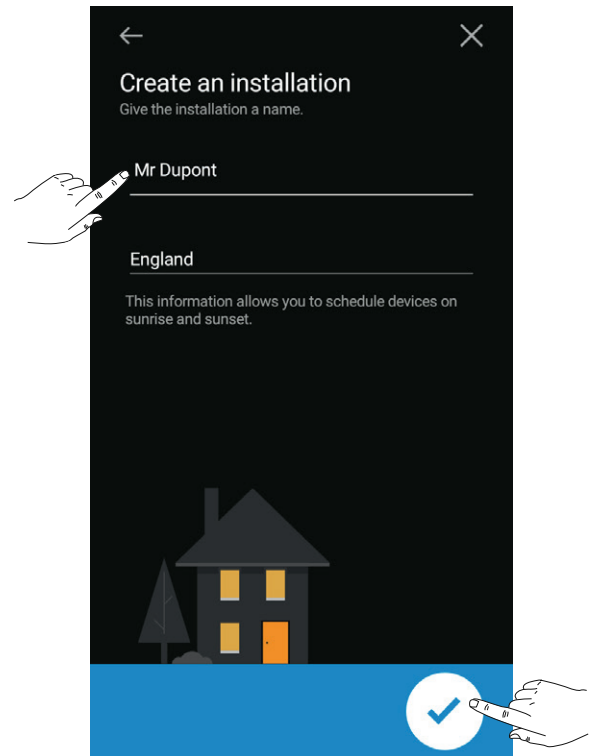 Create an installation
Give the installation a name.
Mr Dupont
England
This information allows you to schedule devices on
sunrise and sunset.